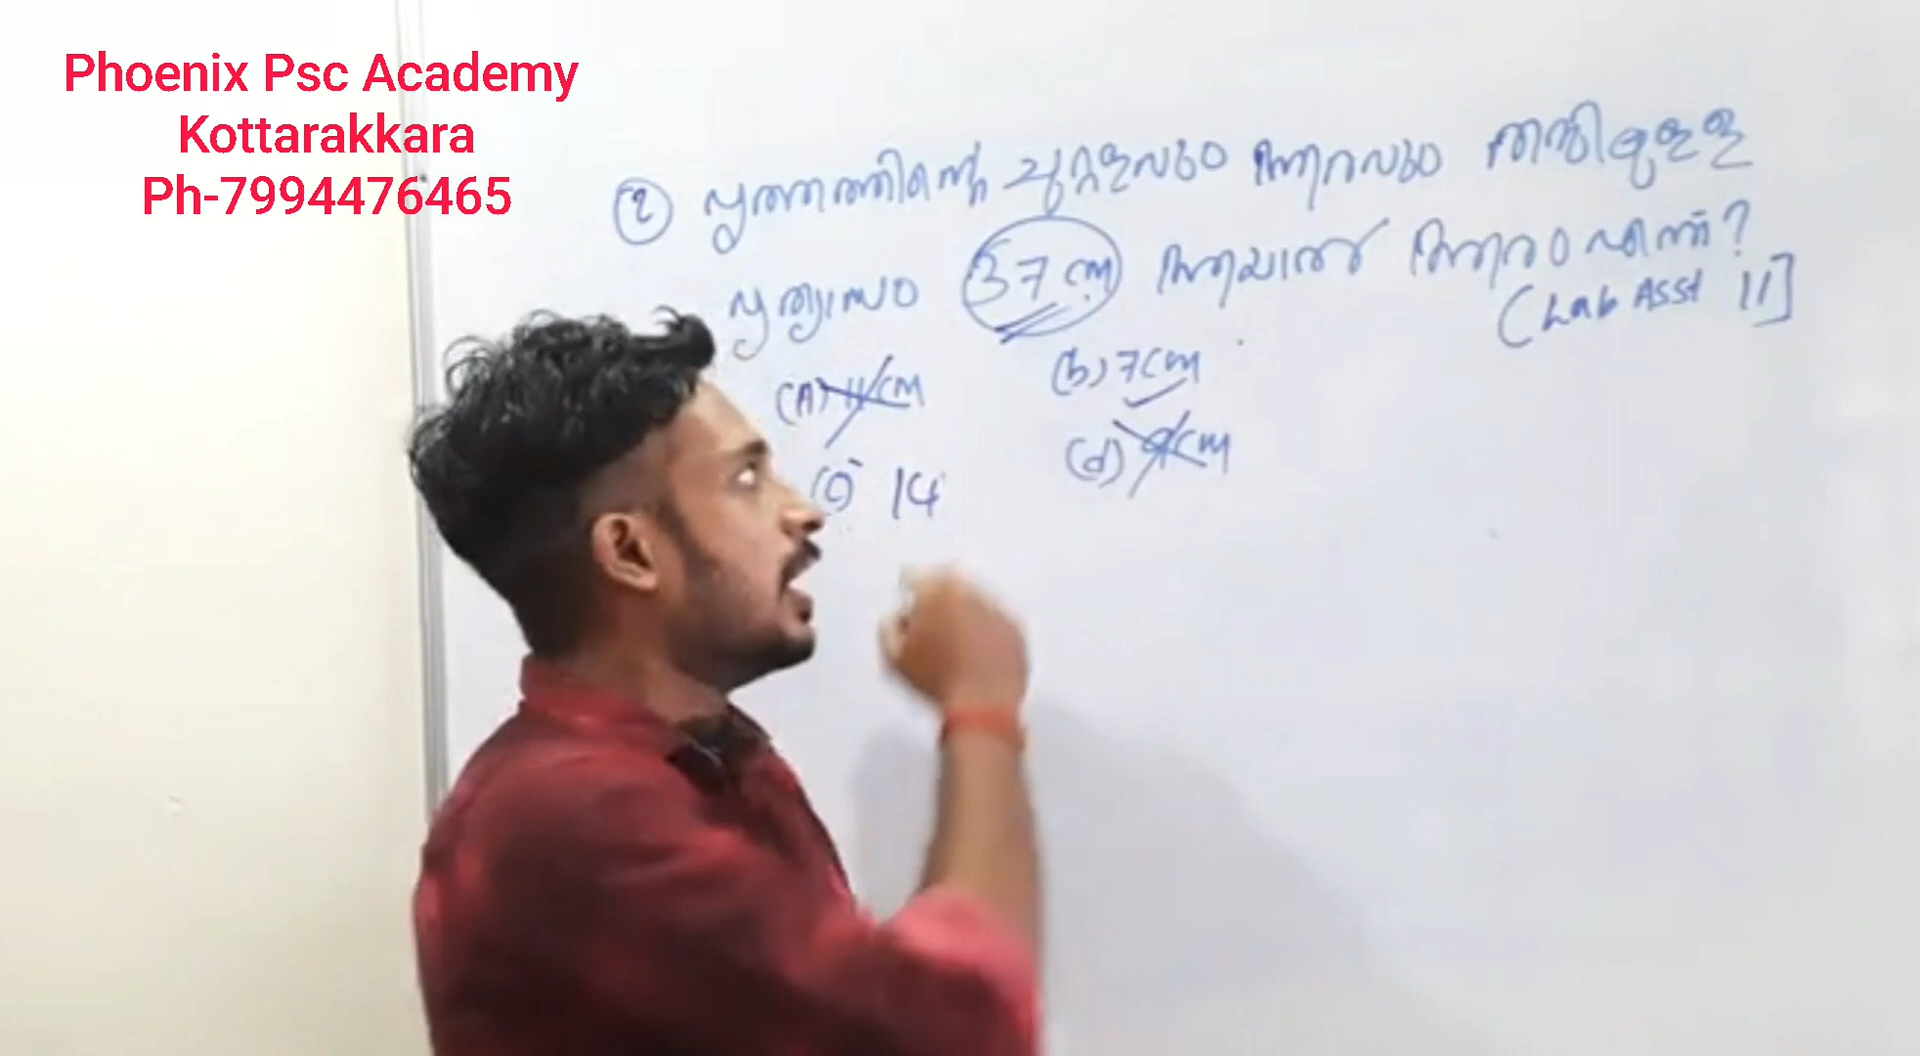 Phoenix Psc Academy
Kottarakkara
Ph-7994476465
② വൃത്തത്തിന്റെ ചുറ്റളവും ആരവും തമ്മിലുള്ള
വ്യത്യാസം 37 cm ആയാൽ ആരം എന്ത്?
(Lab Asst 11]
(A) 11 cm
(b) 7 cm
(c) 14
(d) 9 cm